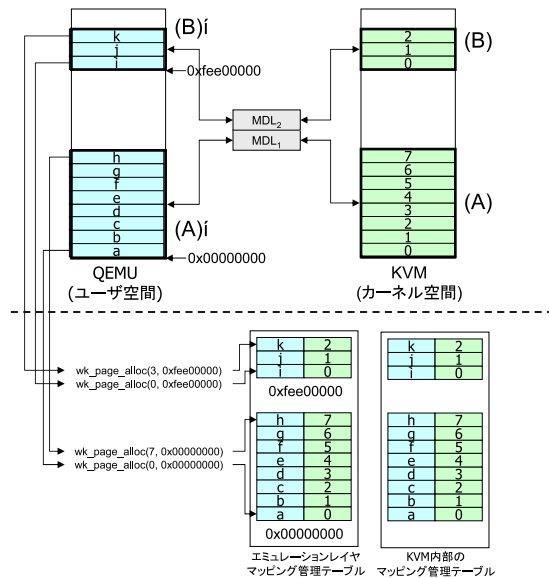 k
j
i
(B)í
0xfee00000
2
1
0
(B)
MDL2
MDL1
h
g
f
e
d
c
b
a
(A)í
0x00000000
7
6
5
4
3
2
1
0
(A)
QEMU
(ユーザ空間)
KVM
(カーネル空間)
wk_page_alloc(3, 0xfee00000)
wk_page_alloc(0, 0xfee00000)
wk_page_alloc(7, 0x00000000)
wk_page_alloc(0, 0x00000000)
k 2
j 1
i 0
0xfee00000
h 7
g 6
f 5
e 4
d 3
c 2
b 1
a 0
0x00000000
エミュレーションレイヤ
マッピング管理テーブル
k 2
j 1
i 0
h 7
g 6
f 5
e 4
d 3
c 2
b 1
a 0
KVM内部の
マッピング管理テーブル